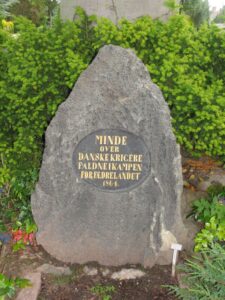 MINDE
OVER
DANSKE KRIGERE
FALDNE I KAMPEN
FOR FÆDRELANDET
1864